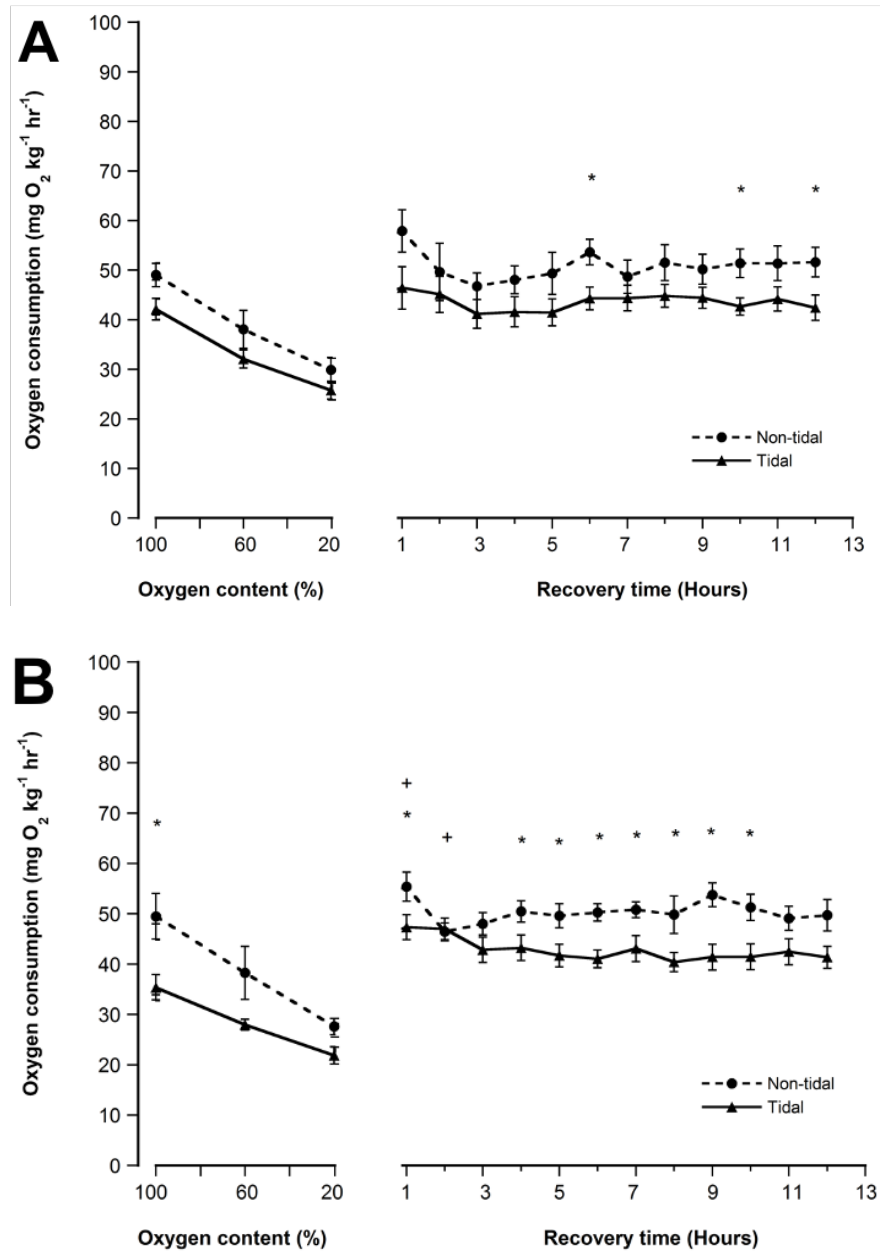 A
Oxygen consumption (mg O₂ kg⁻¹ hr⁻¹)
100
90
80
70
60
50
40
30
20
10
0
* * *
Non-tidal
Tidal
100 60 20
1 3 5 7 9 11 13
Oxygen content (%)
Recovery time (Hours)
B
Oxygen consumption (mg O₂ kg⁻¹ hr⁻¹)
100
90
80
70
60
50
40
30
20
10
0
+
* * + * * * * * * *
Non-tidal
Tidal
100 60 20
1 3 5 7 9 11 13
Oxygen content (%)
Recovery time (Hours)